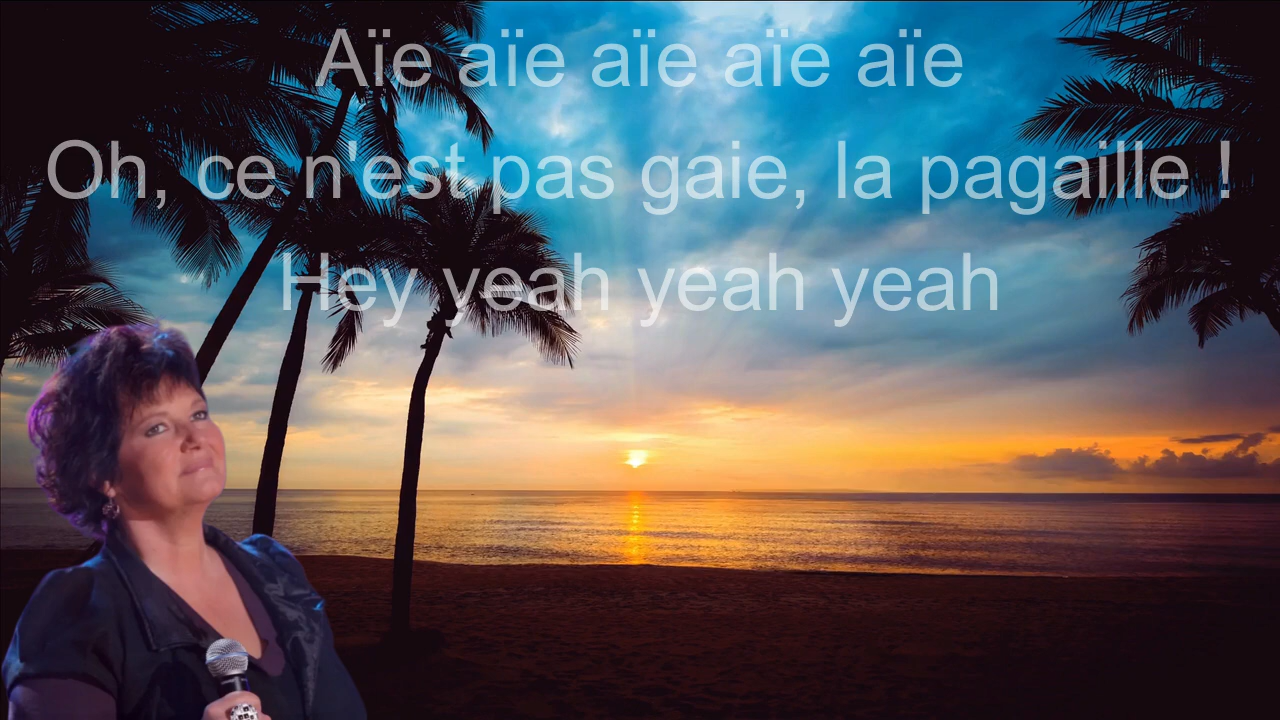 Aïe aïe aïe aïe aïe
Oh, ce n'est pas gaie, la pagaille !
Hey yeah yeah yeah